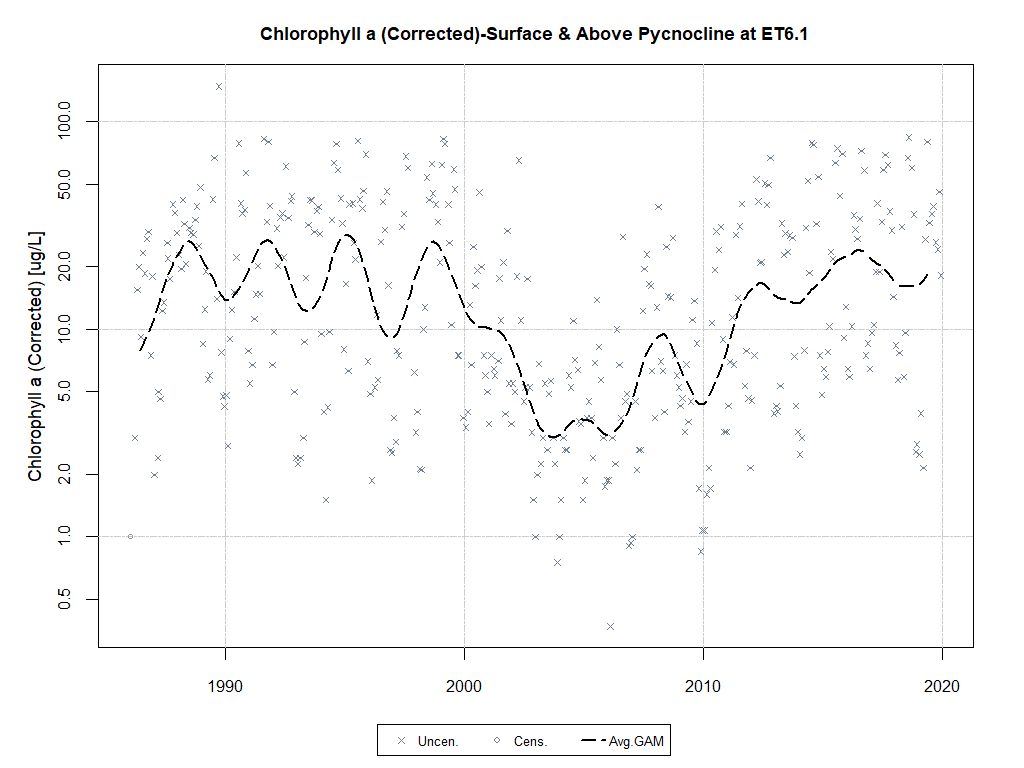 Chlorophyll a (Corrected)-Surface & Above Pycnocline at ET6.1
Chlorophyll a (Corrected) [ug/L]
100.0
50.0
20.0
10.0
5.0
2.0
1.0
0.5
1990 2000 2010 2020
Uncen. Cens. Avg.GAM